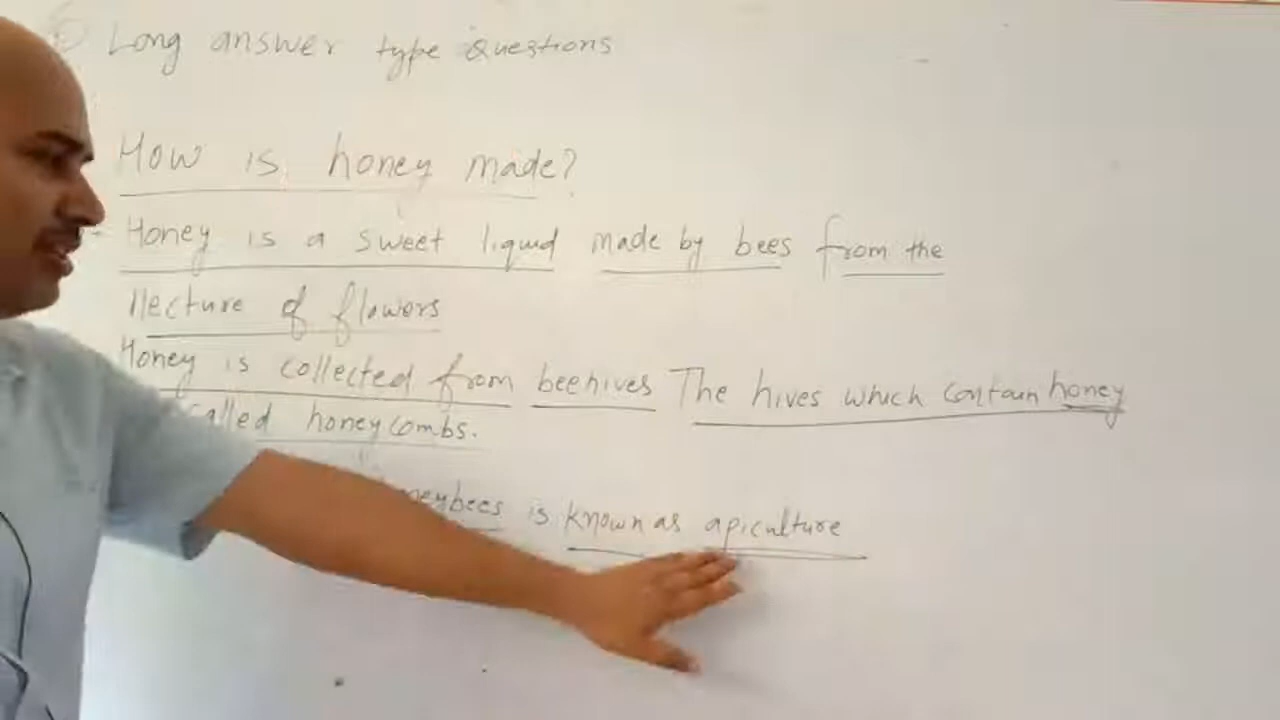 Long answer type Questions
How is honey made?
Honey is a sweet liquid made by bees from the
Necture of flowers
Honey is collected from beehives The hives which contain honey
called honeycombs.
is known as apiculture